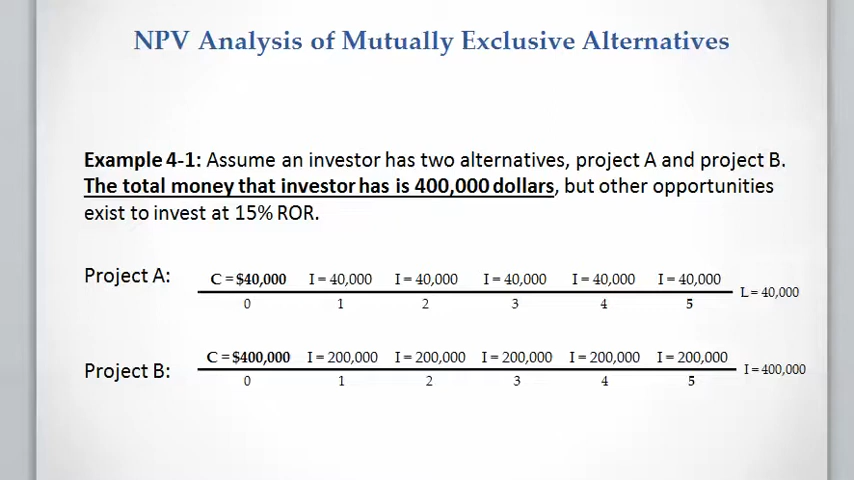 NPV Analysis of Mutually Exclusive Alternatives
Example 4-1: Assume an investor has two alternatives, project A and project B.
The total money that investor has is 400,000 dollars, but other opportunities
exist to invest at 15% ROR.
Project A: C = $40,000 I = 40,000 I = 40,000 I = 40,000 I = 40,000 I = 40,000 L = 40,000
0 1 2 3 4 5
Project B: C = $400,000 I = 200,000 I = 200,000 I = 200,000 I = 200,000 I = 200,000 I = 400,000
0 1 2 3 4 5